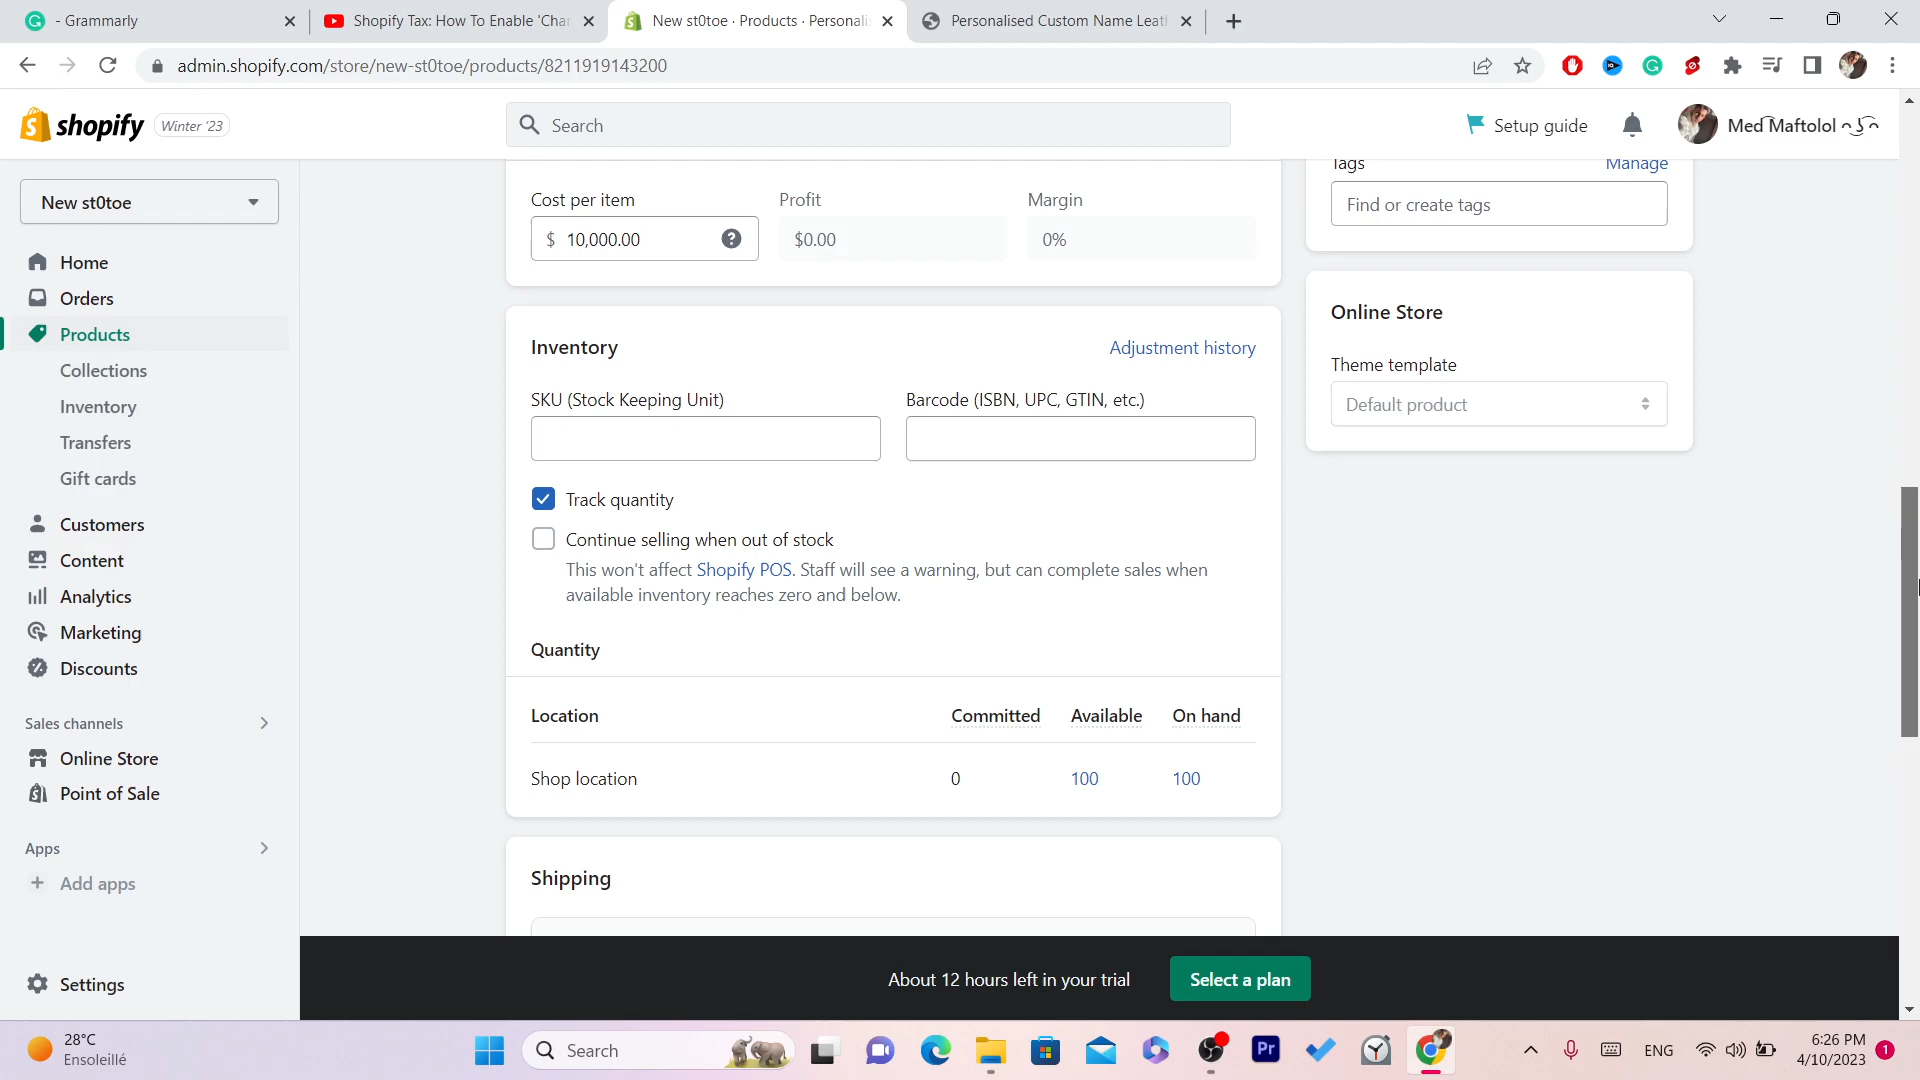 - Grammarly
Shopify Tax: How To Enable 'Char
New st0toe · Products · Personalis
Personalised Custom Name Leath
admin.shopify.com/store/new-st0toe/products/8211919143200
shopify
Winter '23
Search
Setup guide
Med Maftolol
New st0toe
Home
Orders
Products
Collections
Inventory
Transfers
Gift cards
Customers
Content
Analytics
Marketing
Discounts
Sales channels
Online Store
Point of Sale
Apps
Add apps
Settings
Cost per item
Profit
Margin
$ 10,000.00
$0.00
0%
Inventory
Adjustment history
SKU (Stock Keeping Unit)
Barcode (ISBN, UPC, GTIN, etc.)
Track quantity
Continue selling when out of stock
This won't affect Shopify POS. Staff will see a warning, but can complete sales when
available inventory reaches zero and below.
Quantity
Location
Committed
Available
On hand
Shop location
0
100
100
Shipping
Tags
Manage
Find or create tags
Online Store
Theme template
Default product
About 12 hours left in your trial
Select a plan
28°C
Ensoleillé
Search
Pr
ENG
6:26 PM
4/10/2023
1